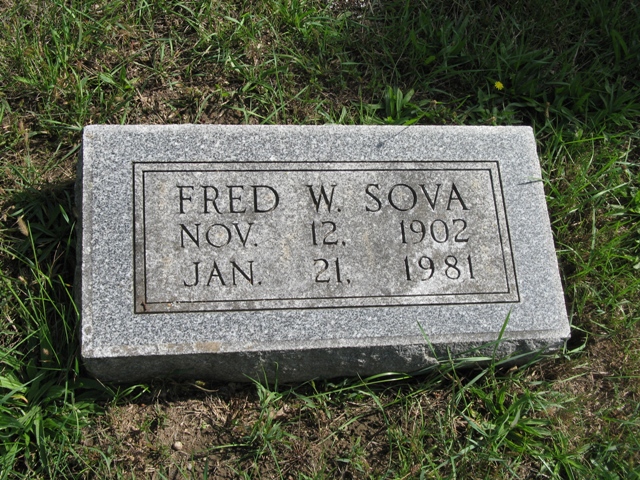 FRED W. SOVA
NOV. 12, 1902
JAN. 21, 1981